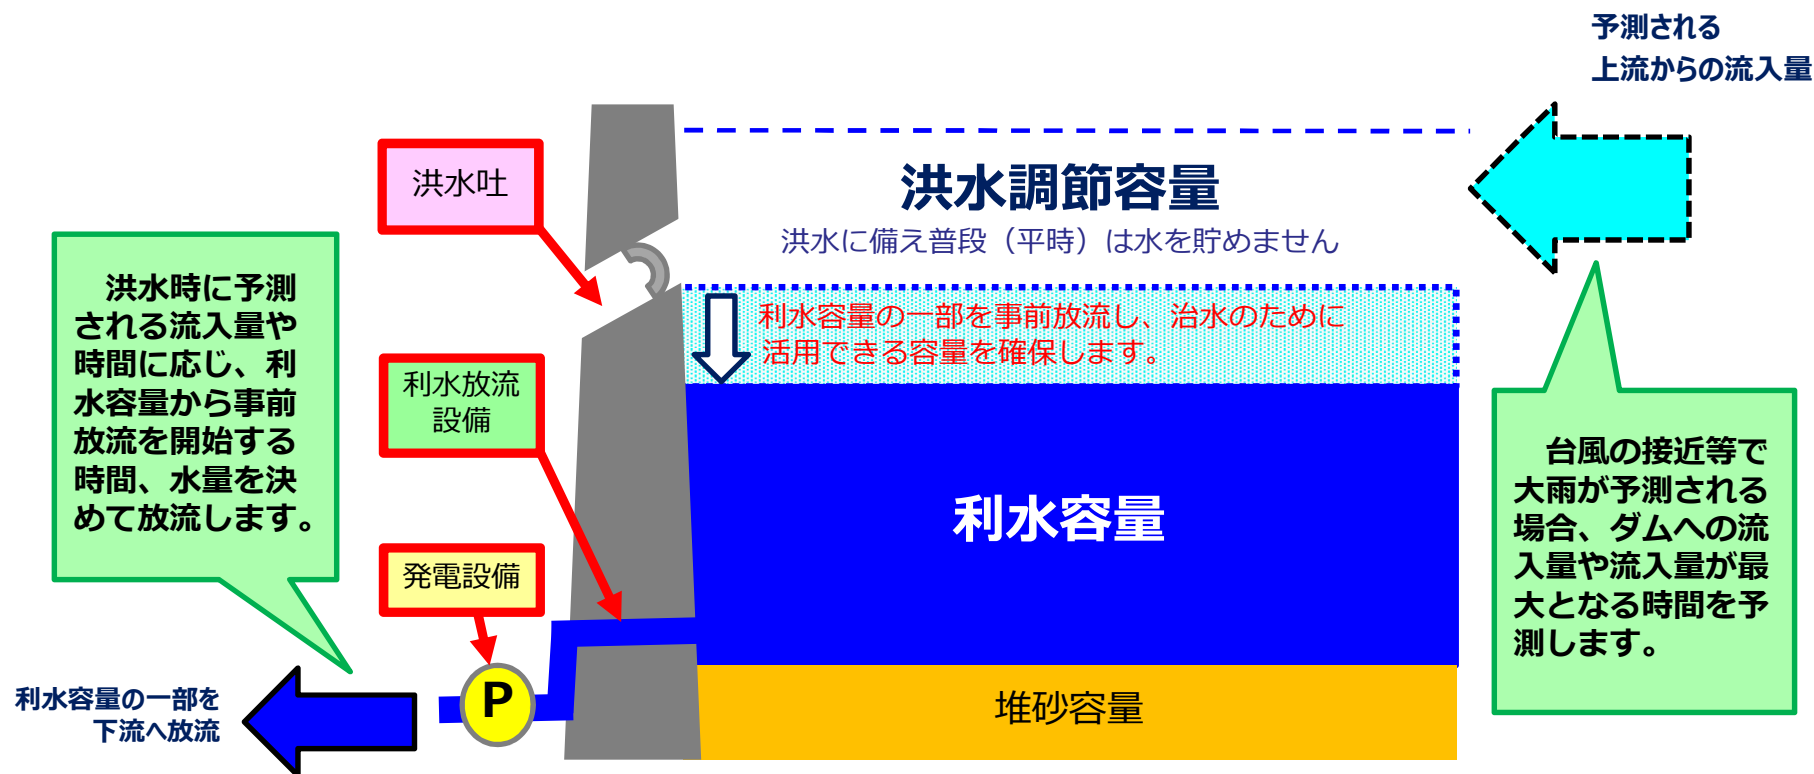 予測される
上流からの流入量
洪水吐
洪水調節容量
洪水に備え普段（平時）は水を貯めません
洪水時に予測
される流入量や
時間に応じ、利
水容量から事前
放流を開始する
時間、水量を決
めて放流します。
利水容量の一部を事前放流し、治水のために
活用できる容量を確保します。
利水放流
設備
利水容量
台風の接近等で
大雨が予測される
場合、ダムへの流
入量や流入量が最
大となる時間を予
測します。
発電設備
P
利水容量の一部を
下流へ放流
堆砂容量